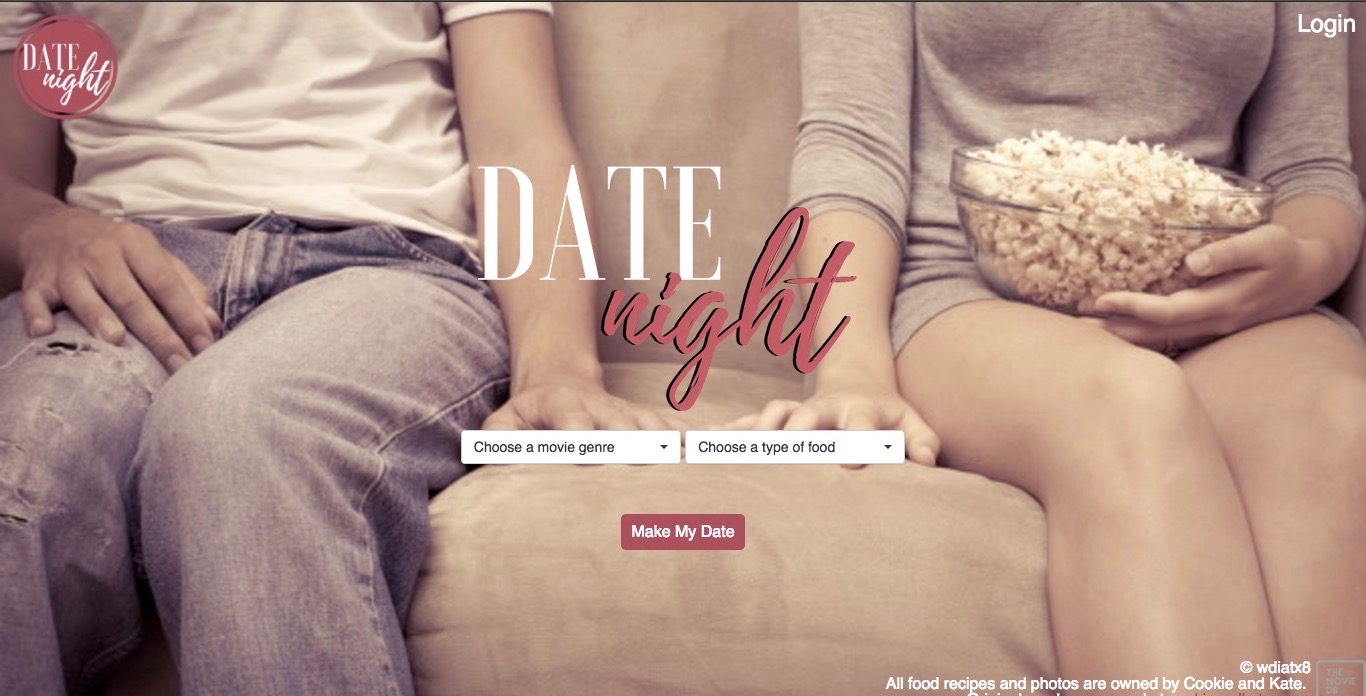 DATE
night
Login
DATE
night
Choose a movie genre
Choose a type of food
Make My Date
© wdiatx8
All food recipes and photos are owned by Cookie and Kate.
THE
MOVIE
DB